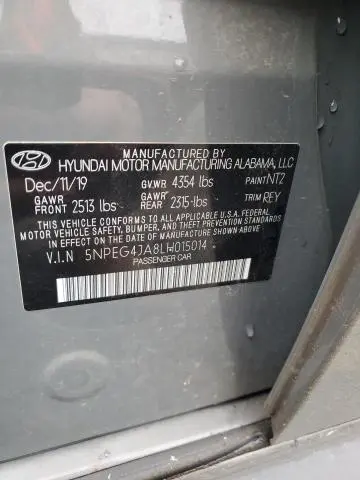 MANUFACTURED BY
HYUNDAI MOTOR MANUFACTURING ALABAMA, LLC
Dec/11/19 GVWR 4354 lbs PAINT NT2
GAWR FRONT 2513 lbs GAWR REAR 2315 lbs TRIM REY
THIS VEHICLE CONFORMS TO ALL APPLICABLE U.S.A. FEDERAL
MOTOR VEHICLE SAFETY, BUMPER, AND THEFT PREVENTION STANDARDS
IN EFFECT ON THE DATE OF MANUFACTURE SHOWN ABOVE.
V.I.N 5NPEG4JA8LH015014
PASSENGER CAR